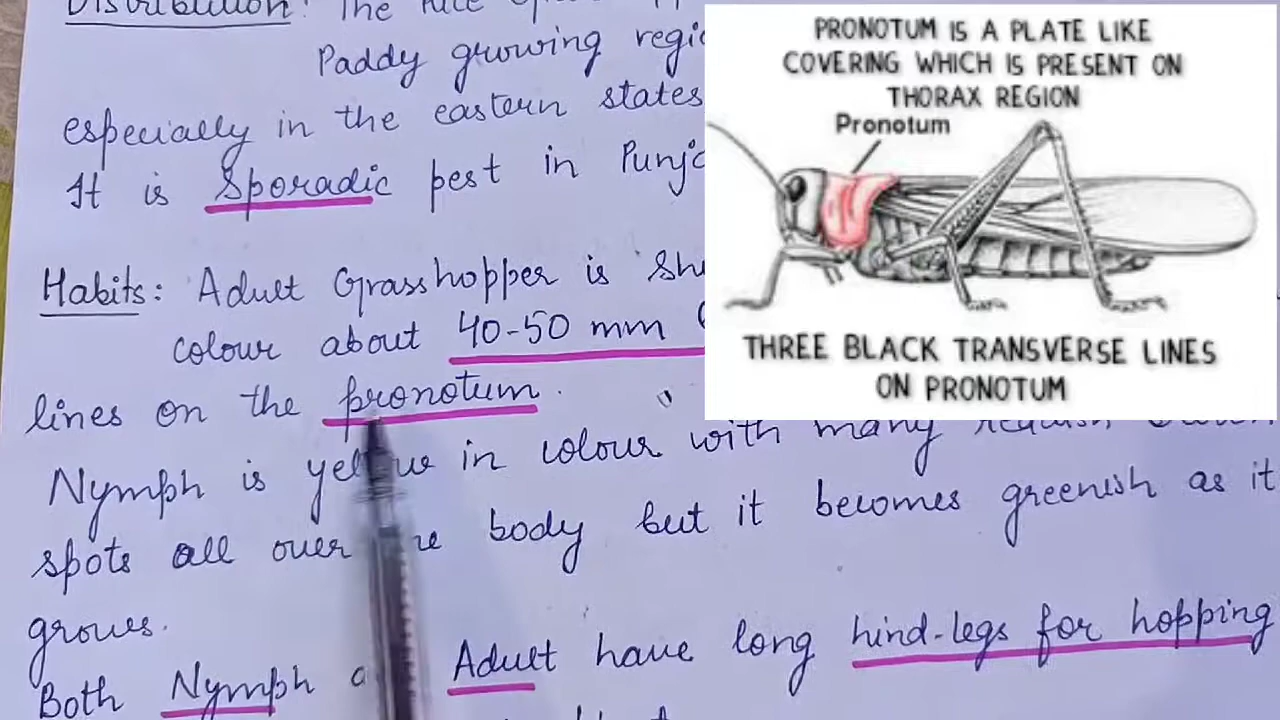 Distribution: The Rice
Paddy growing
especially in the eastern states
It is Sporadic pest in
Habits: Adult Grasshopper is
colour about 40-50 mm
lines on the pronotum.
Nymph is in colour with many
spots all over body but it becomes greenish as it
grows.
Both Nymph Adult have long hind-legs for hopping
PRONOTUM IS A PLATE LIKE
COVERING WHICH IS PRESENT ON
THORAX REGION
Pronotum
THREE BLACK TRANSVERSE LINES
ON PRONOTUM